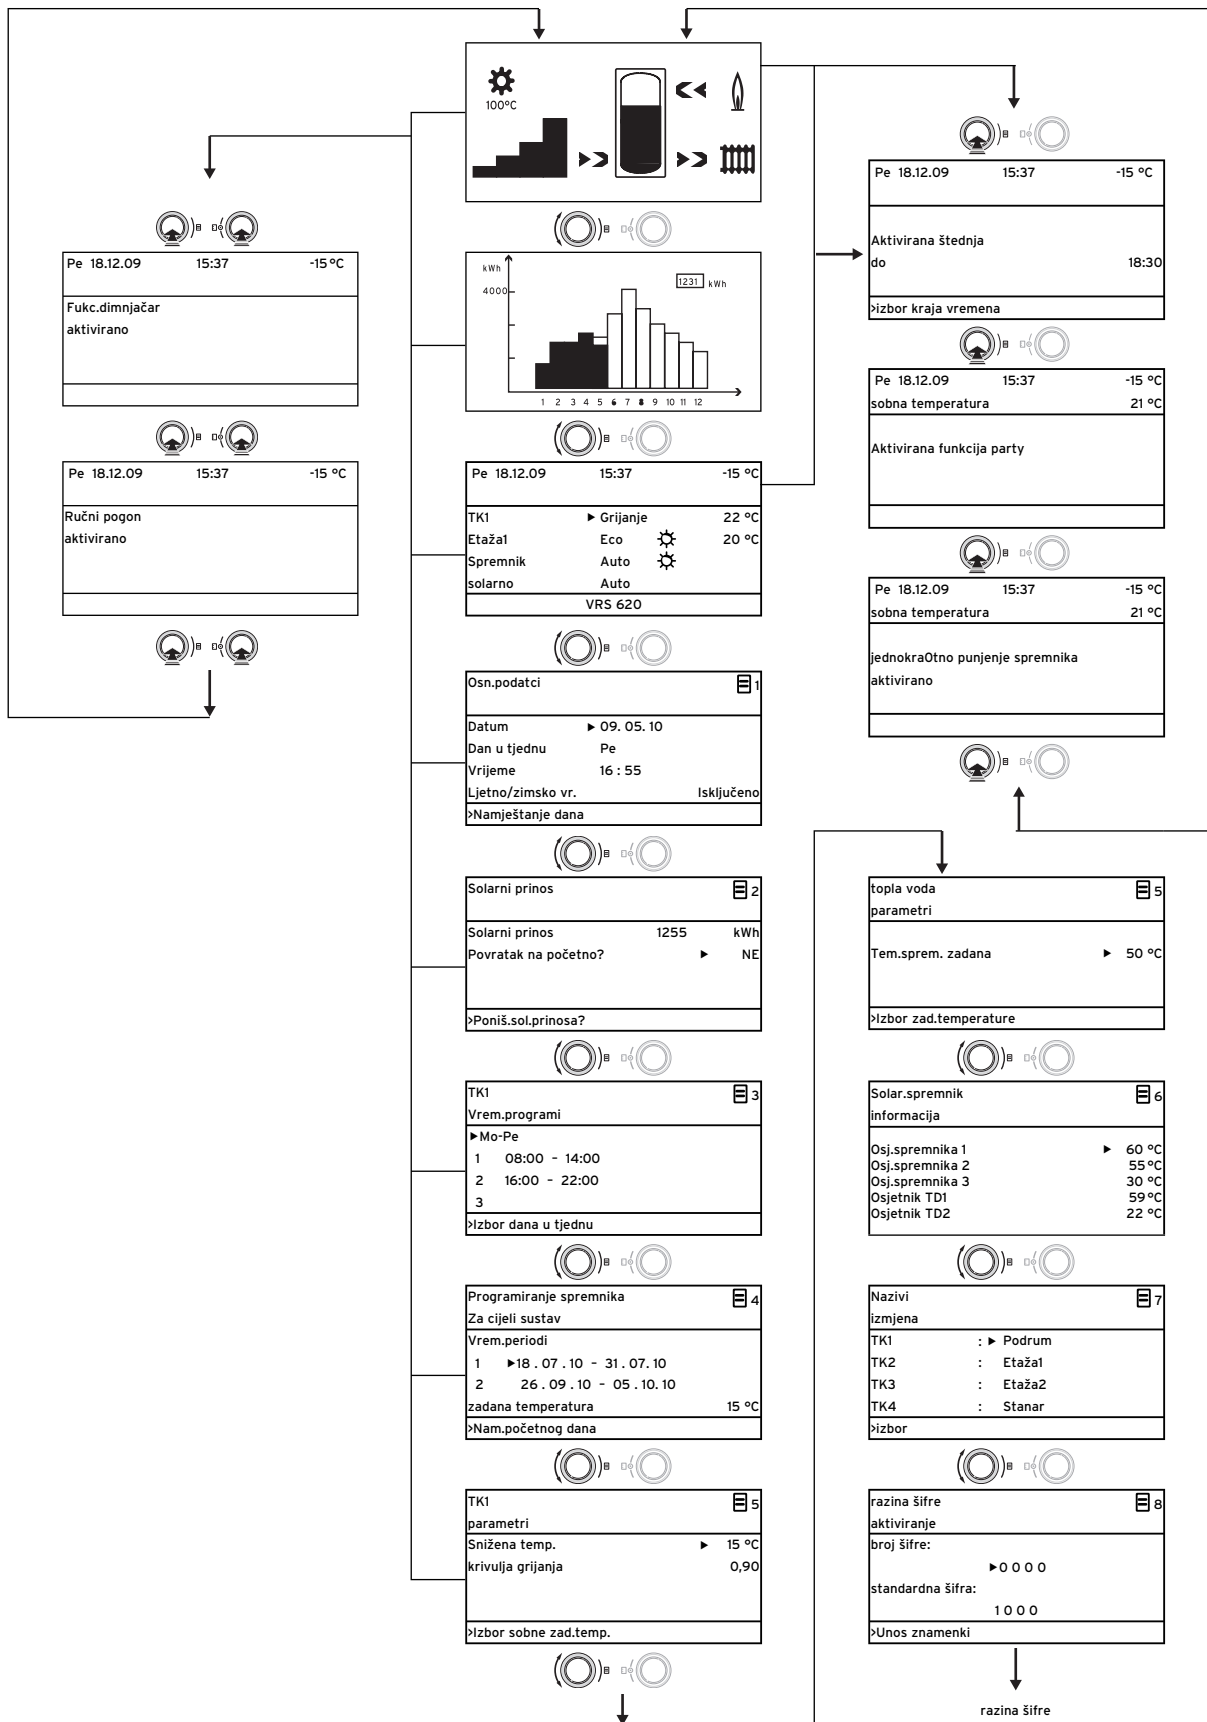 100°C
Pe 18.12.09 15:37 -15 °C
Fukc.dimnjačar
aktivirano
Pe 18.12.09 15:37 -15 °C
Ručni pogon
aktivirano
kWh
4000
1231 kWh
1 2 3 4 5 6 7 8 9 10 11 12
Pe 18.12.09 15:37 -15 °C
TK1 ▶ Grijanje 22 °C
Etaža1 Eco 20 °C
Spremnik Auto
solarno Auto
VRS 620
Osn.podatci 1
Datum ▶ 09. 05. 10
Dan u tjednu Pe
Vrijeme 16 : 55
Ljetno/zimsko vr. Isključeno
>Namještanje dana
Solarni prinos 2
Solarni prinos 1255 kWh
Povratak na početno? ▶ NE
>Poniš.sol.prinosa?
TK1 3
Vrem.programi
▶Mo-Pe
1 08:00 - 14:00
2 16:00 - 22:00
3
>Izbor dana u tjednu
Programiranje spremnika 4
Za cijeli sustav
Vrem.periodi
1 ▶18 . 07 . 10 - 31 . 07. 10
2 26 . 09 . 10 - 05 . 10. 10
zadana temperatura 15 °C
>Nam.početnog dana
TK1 5
parametri
Snižena temp. ▶ 15 °C
krivulja grijanja 0,90
>Izbor sobne zad.temp.
Pe 18.12.09 15:37 -15 °C
Aktivirana štednja
do 18:30
>izbor kraja vremena
Pe 18.12.09 15:37 -15 °C
sobna temperatura 21 °C
Aktivirana funkcija party
Pe 18.12.09 15:37 -15 °C
sobna temperatura 21 °C
jednokraOtno punjenje spremnika
aktivirano
topla voda 5
parametri
Tem.sprem. zadana ▶ 50 °C
>Izbor zad.temperature
Solar.spremnik 6
informacija
Osj.spremnika 1 ▶ 60 °C
Osj.spremnika 2 55 °C
Osj.spremnika 3 30 °C
Osjetnik TD1 59 °C
Osjetnik TD2 22 °C
Nazivi 7
izmjena
TK1 : ▶ Podrum
TK2 : Etaža1
TK3 : Etaža2
TK4 : Stanar
>izbor
razina šifre 8
aktiviranje
broj šifre:
▶0 0 0 0
standardna šifra:
1 0 0 0
>Unos znamenki
razina šifre